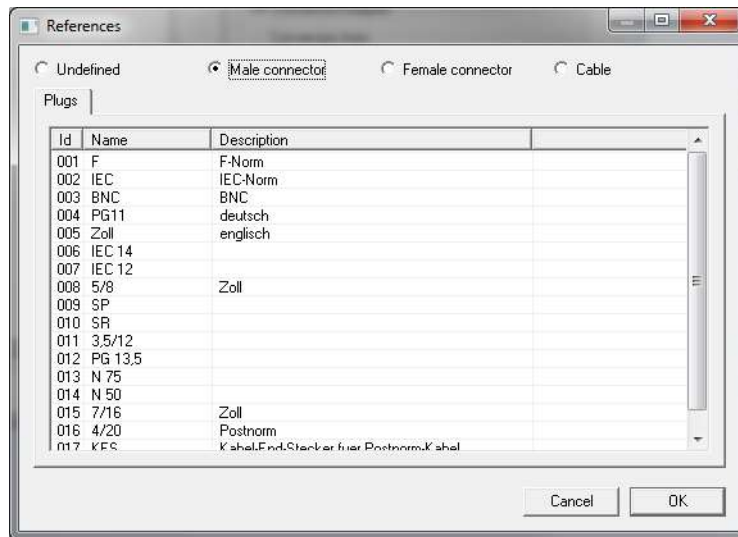 References
Undefined Male connector Female connector Cable
Plugs
Id Name Description
001 F F-Norm
002 IEC IEC-Norm
003 BNC BNC
004 PG11 deutsch
005 Zoll englisch
006 IEC 14
007 IEC 12
008 5/8 Zoll
009 SP
010 SR
011 3,5/12
012 PG 13,5
013 N 75
014 N 50
015 7/16 Zoll
016 4/20 Postnorm
017 KES Kabel-End-Stecker fuer Postnorm-Kabel
Cancel OK